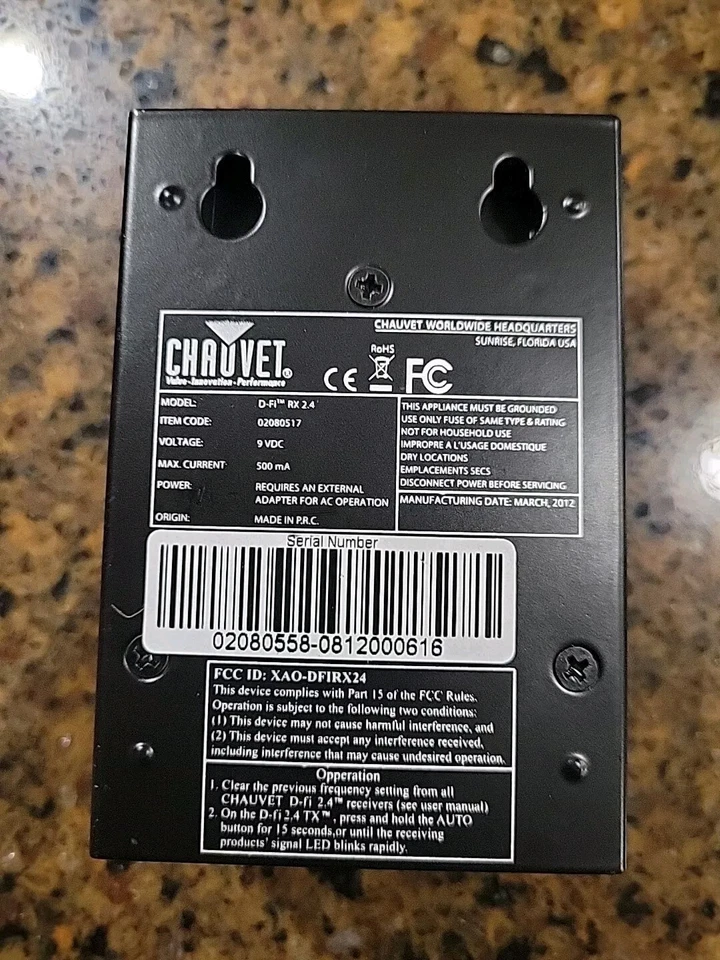 CHAUVET®
Value-Innovation-Performance
CE
RoHS
FC
CHAUVET WORLDWIDE HEADQUARTERS
SUNRISE, FLORIDA USA
MODEL: D-Fi™ RX 2.4
ITEM CODE: 02080517
VOLTAGE: 9 VDC
MAX. CURRENT: 500 mA
POWER: REQUIRES AN EXTERNAL
ADAPTER FOR AC OPERATION
ORIGIN: MADE IN P.R.C.
THIS APPLIANCE MUST BE GROUNDED
USE ONLY FUSE OF SAME TYPE & RATING
NOT FOR HOUSEHOLD USE
IMPROPRE A L'USAGE DOMESTIQUE
DRY LOCATIONS
EMPLACEMENTS SECS
DISCONNECT POWER BEFORE SERVICING
MANUFACTURING DATE: MARCH, 2012
Serial Number
02080558-0812000616
FCC ID: XAO-DFIRX24
This device complies with Part 15 of the FCC Rules.
Operation is subject to the following two conditions:
(1) This device may not cause harmful interference, and
(2) This device must accept any interference received,
including interference that may cause undesired operation.
Opperation
1. Clear the previous frequency setting from all
CHAUVET D-fi 2.4™ receivers (see user manual)
2. On the D-fi 2.4 TX™, press and hold the AUTO
button for 15 seconds,or until the receiving
products' signal LED blinks rapidly.